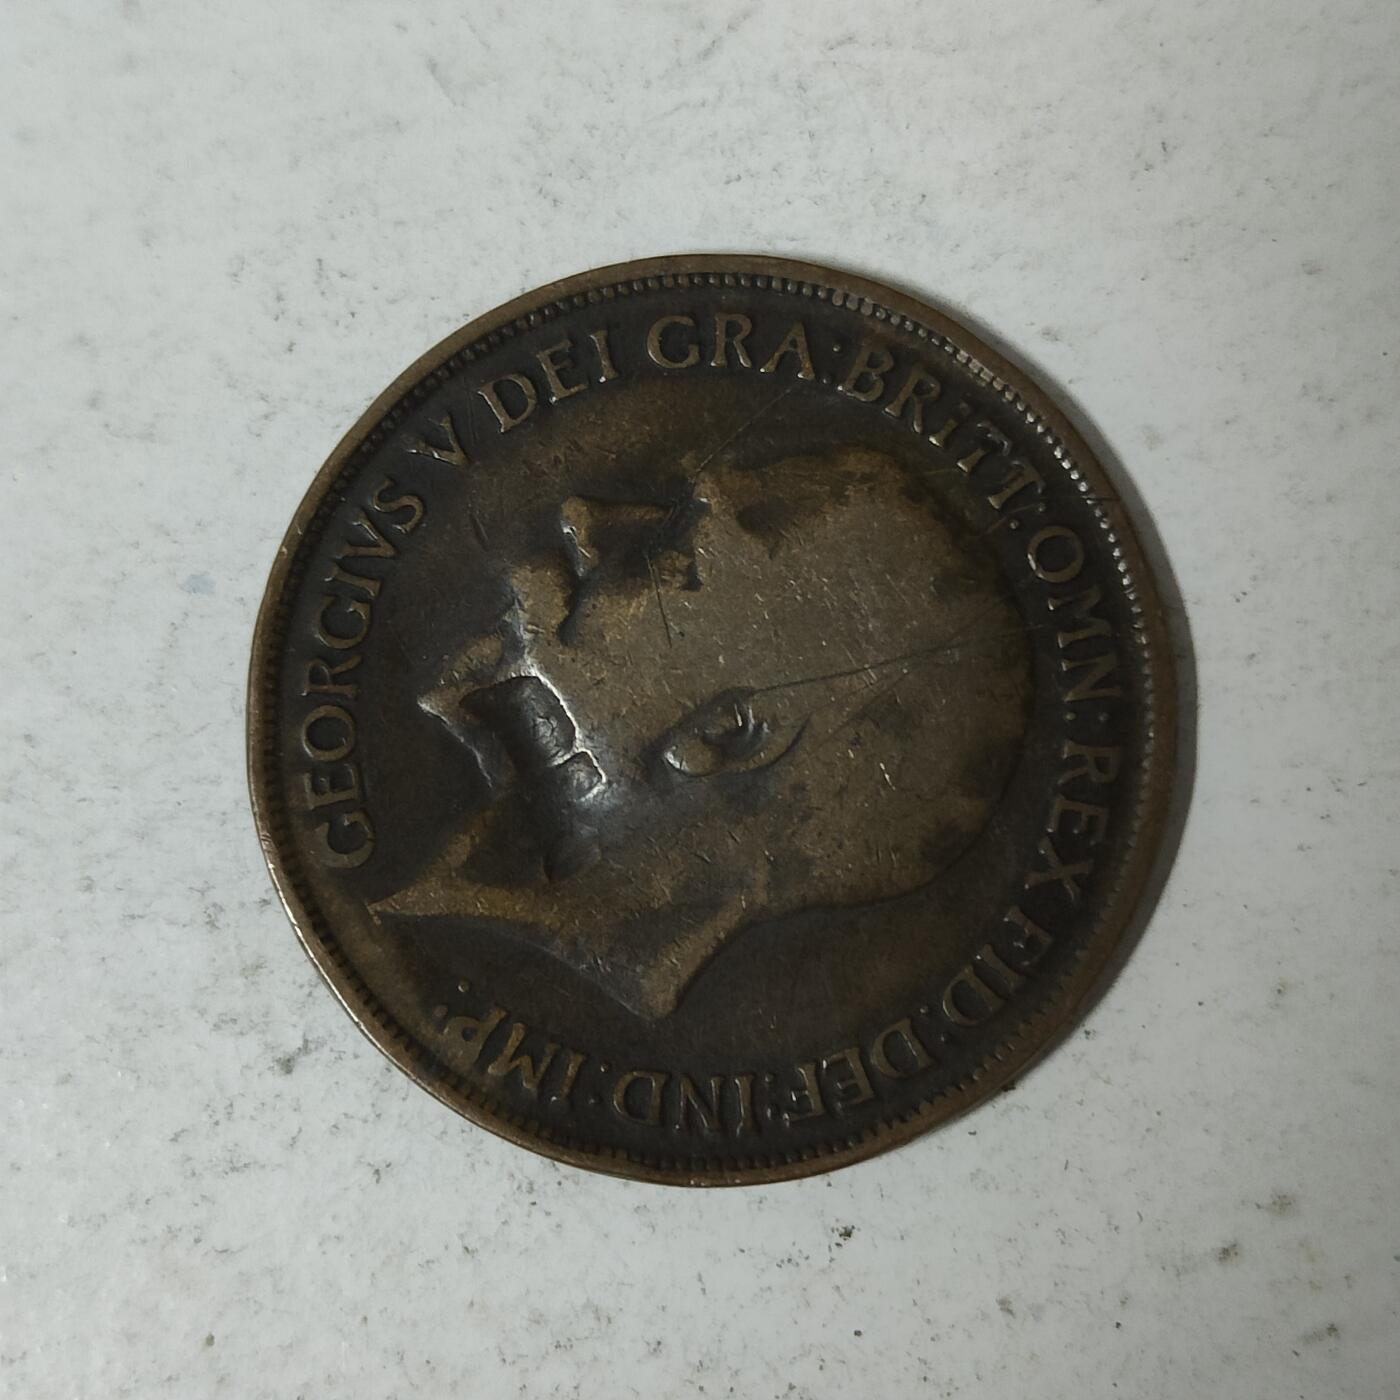 GEORGIVS V DEI GRA: BRITT: OMN: REX FID: DEF: IND: IMP: